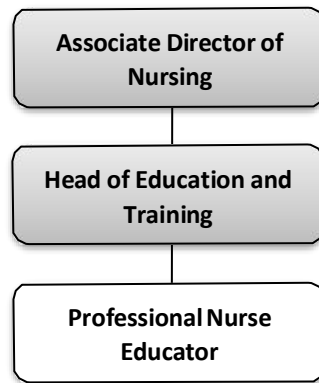 Associate Director of
Nursing
Head of Education and
Training
Professional Nurse
Educator